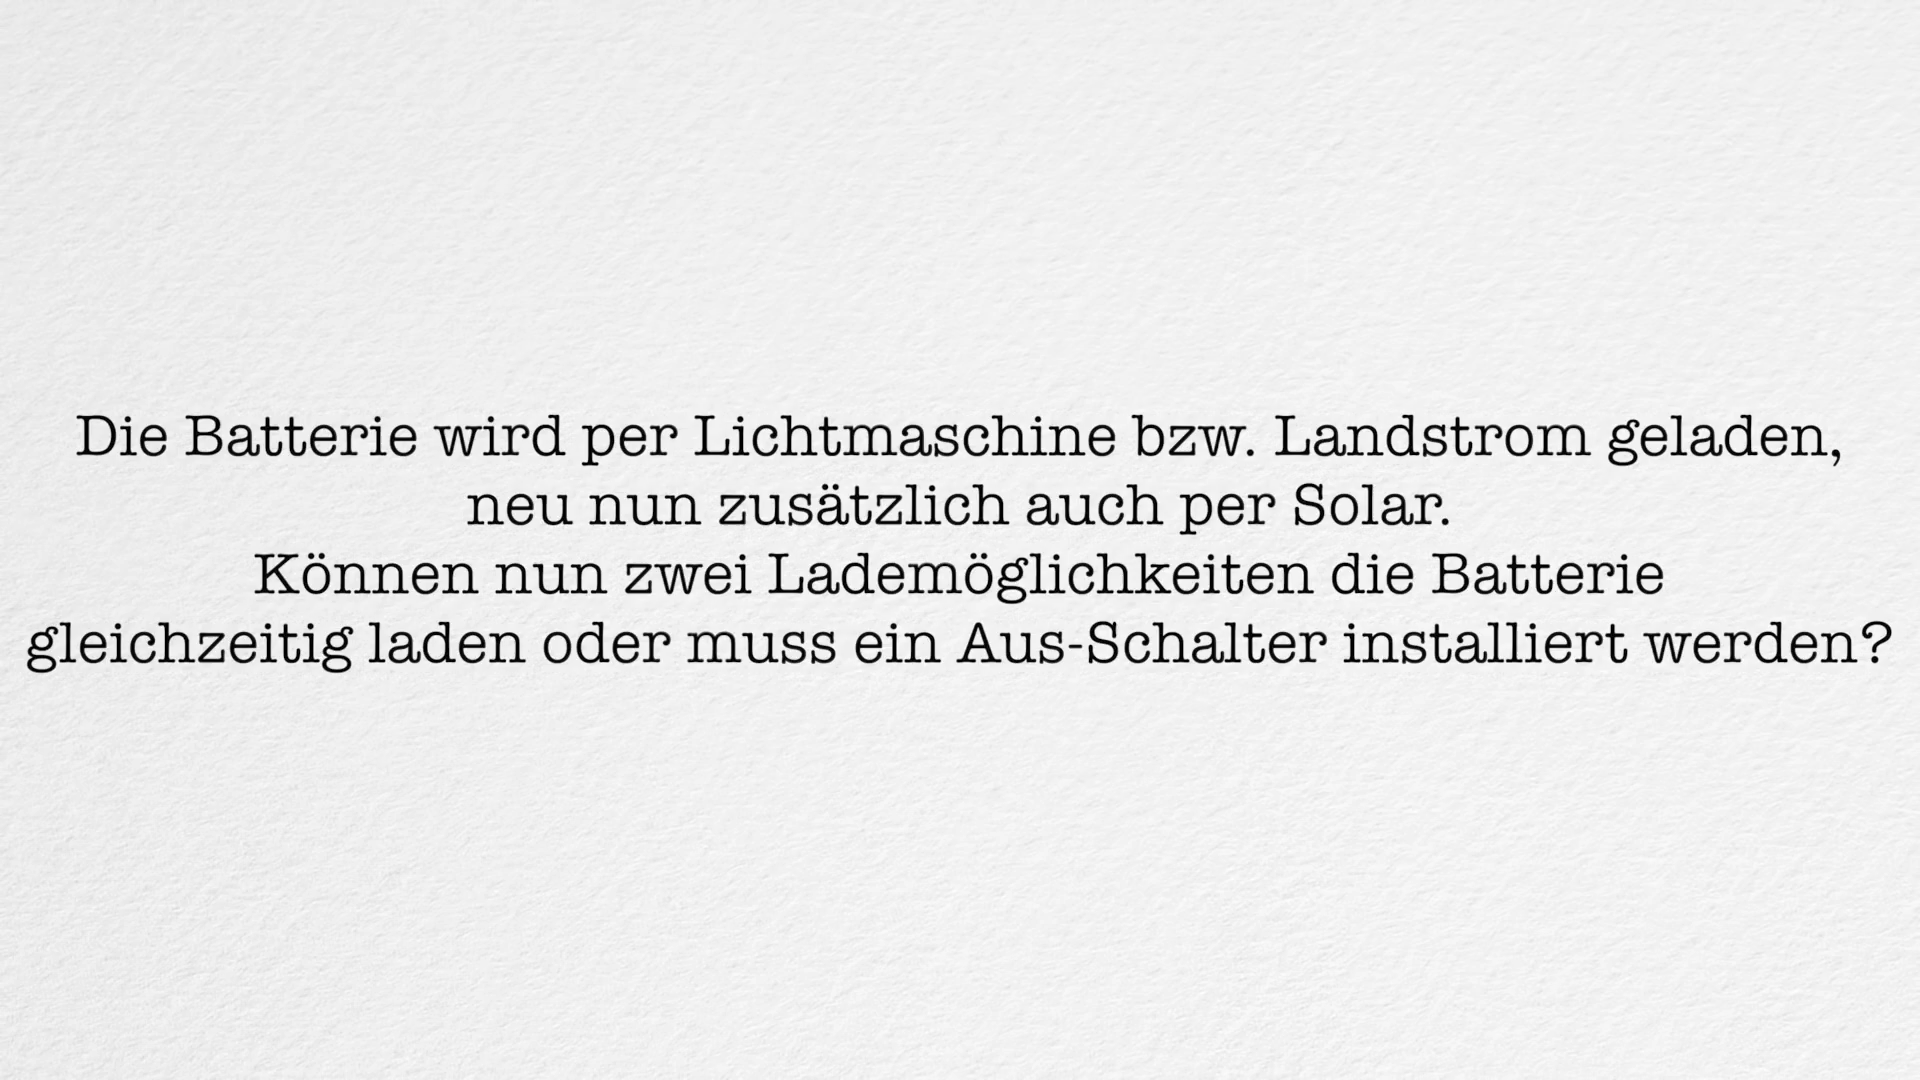 Die Batterie wird per Lichtmaschine bzw. Landstrom geladen,
neu nun zusätzlich auch per Solar.
Können nun zwei Lademöglichkeiten die Batterie
gleichzeitig laden oder muss ein Aus-Schalter installiert werden?